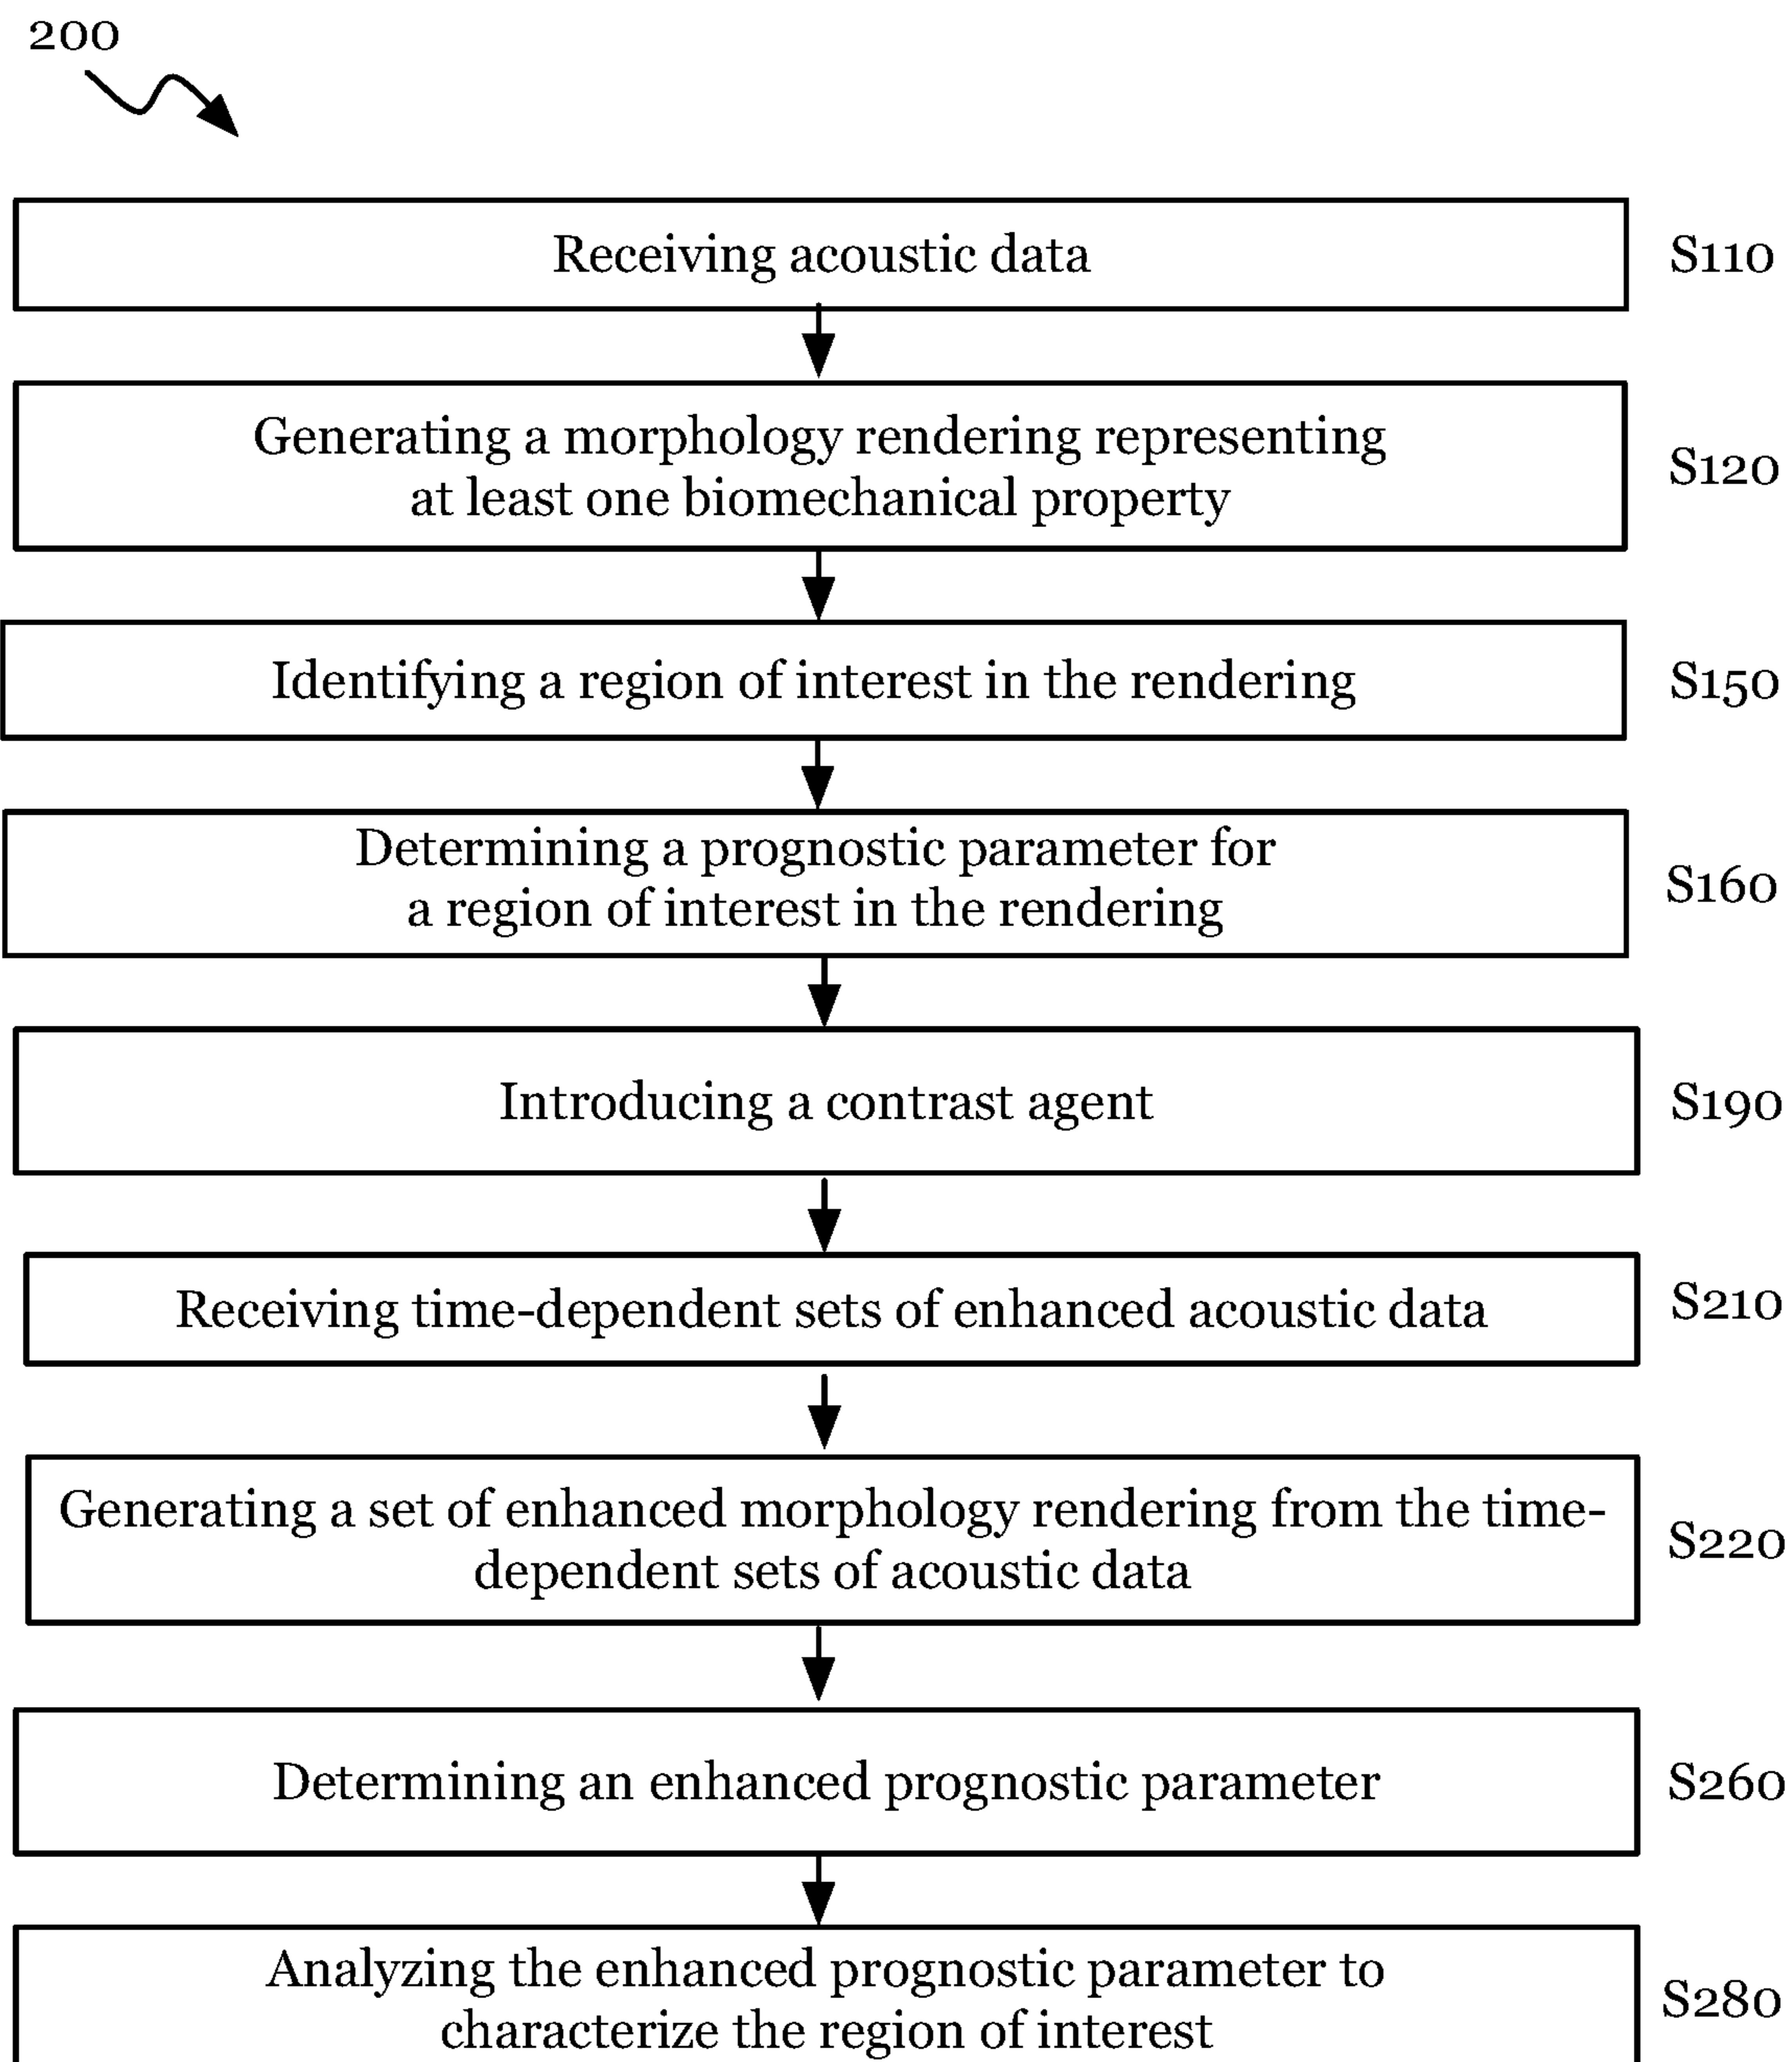 200
Receiving acoustic data
S110
Generating a morphology rendering representing
at least one biomechanical property
S120
Identifying a region of interest in the rendering
S150
Determining a prognostic parameter for
a region of interest in the rendering
S160
Introducing a contrast agent
S190
Receiving time-dependent sets of enhanced acoustic data
S210
Generating a set of enhanced morphology rendering from the time-
dependent sets of acoustic data
S220
Determining an enhanced prognostic parameter
S260
Analyzing the enhanced prognostic parameter to
characterize the region of interest
S280